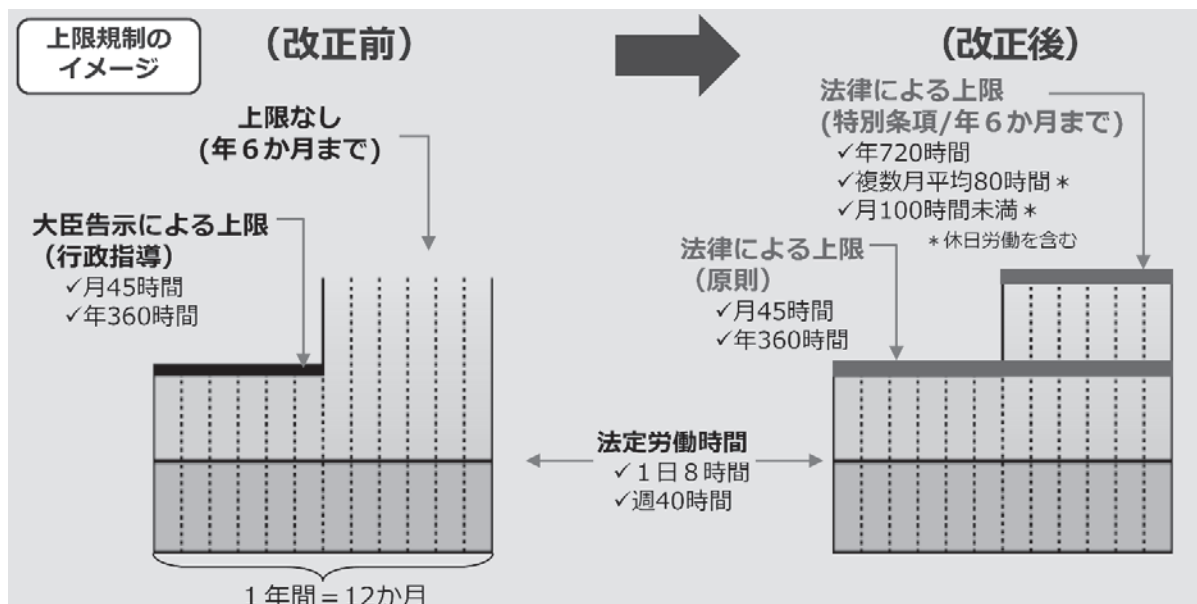 上限規制の
イメージ
（改正前）
（改正後）
上限なし
(年６か月まで)
大臣告示による上限
（行政指導）
✓月45時間
✓年360時間
法律による上限
(特別条項/年６か月まで)
✓年720時間
✓複数月平均80時間＊
✓月100時間未満＊
＊休日労働を含む
法律による上限
（原則）
✓月45時間
✓年360時間
法定労働時間
✓１日８時間
✓週40時間
１年間＝12か月